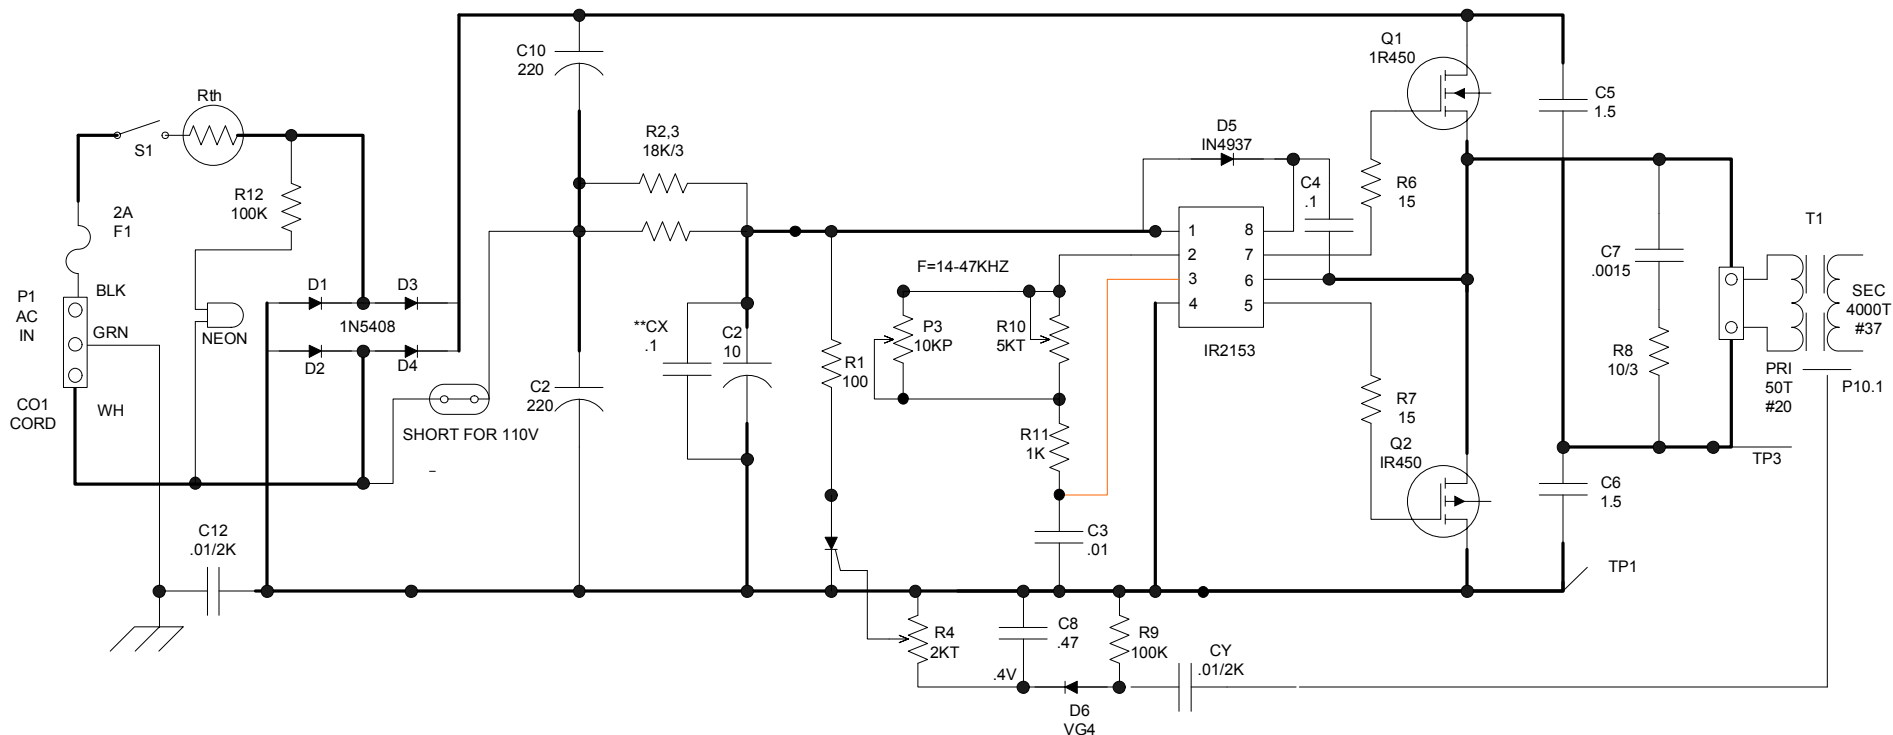 C10
220
Q1
1R450
Rth
C5
1.5
S1
R2,3
18K/3
D5
IN4937
R12
100K
C4
.1
R6
15
2A
F1
1
8
2
7
3
6
4
5
T1
F=14-47KHZ
C7
.0015
P1
AC
IN
BLK
GRN
WH
D1
D3
1N5408
D2
D4
NEON
**CX
.1
C2
10
P3
10KP
R10
5KT
IR2153
SEC
4000T
#37
R1
100
R8
10/3
PRI
50T
#20
P10.1
C2
220
R7
15
CO1
CORD
SHORT FOR 110V
–
R11
1K
Q2
IR450
TP3
C6
1.5
C12
.01/2K
C3
.01
TP1
R4
2KT
C8
.47
R9
100K
CY
.01/2K
.4V
D6
VG4